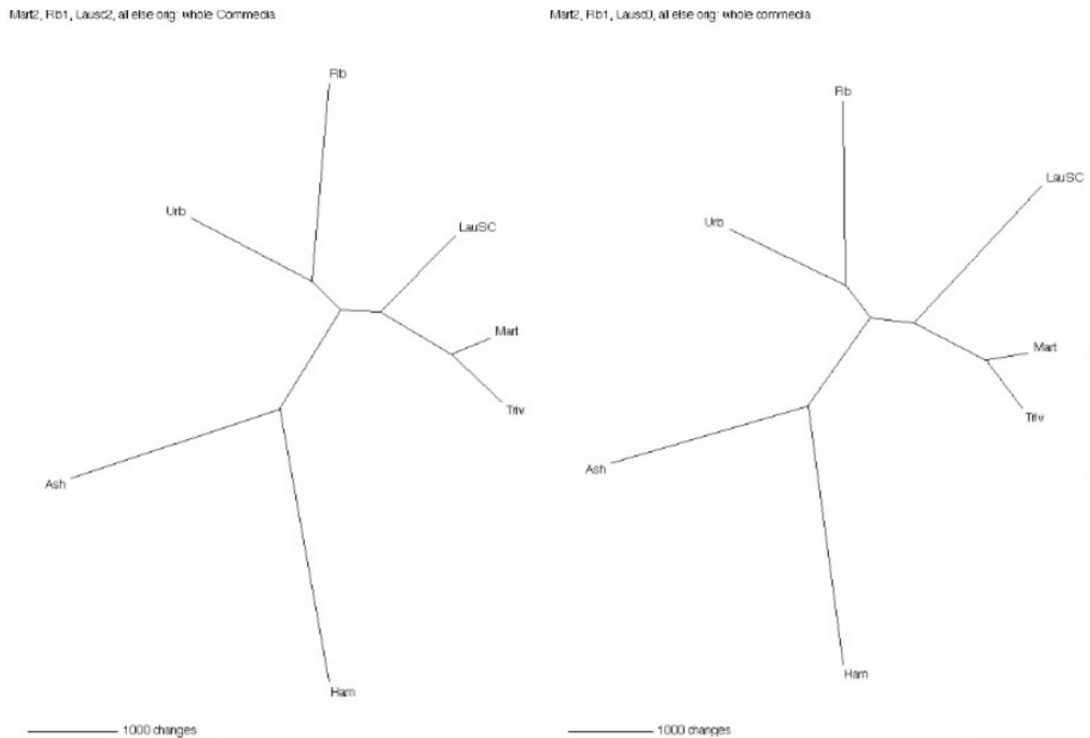 Mart2, Rb1, Lausc2, all else orig: whole Commedia
Rb
Urb
LauSC
Mart
Triv
Ash
Ham
1000 changes
Mart2, Rb1, Lausc0, all else orig: whole commedia
Rb
LauSC
Urb
Mart
Triv
Ash
Ham
1000 changes